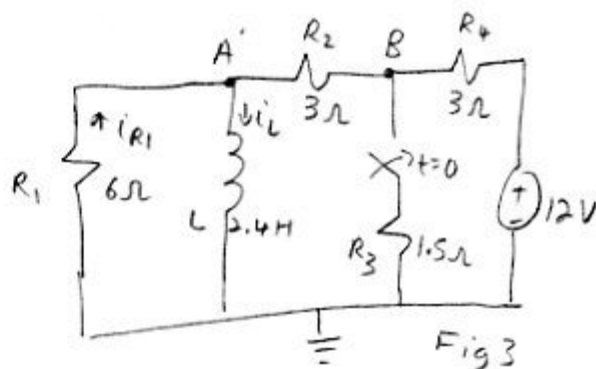 A R2 B R4
↑ iR1 ↓ iL 3Ω 3Ω
R1 6Ω t=0 + 12V
L 2.4H R3 1.5Ω -
Fig 3